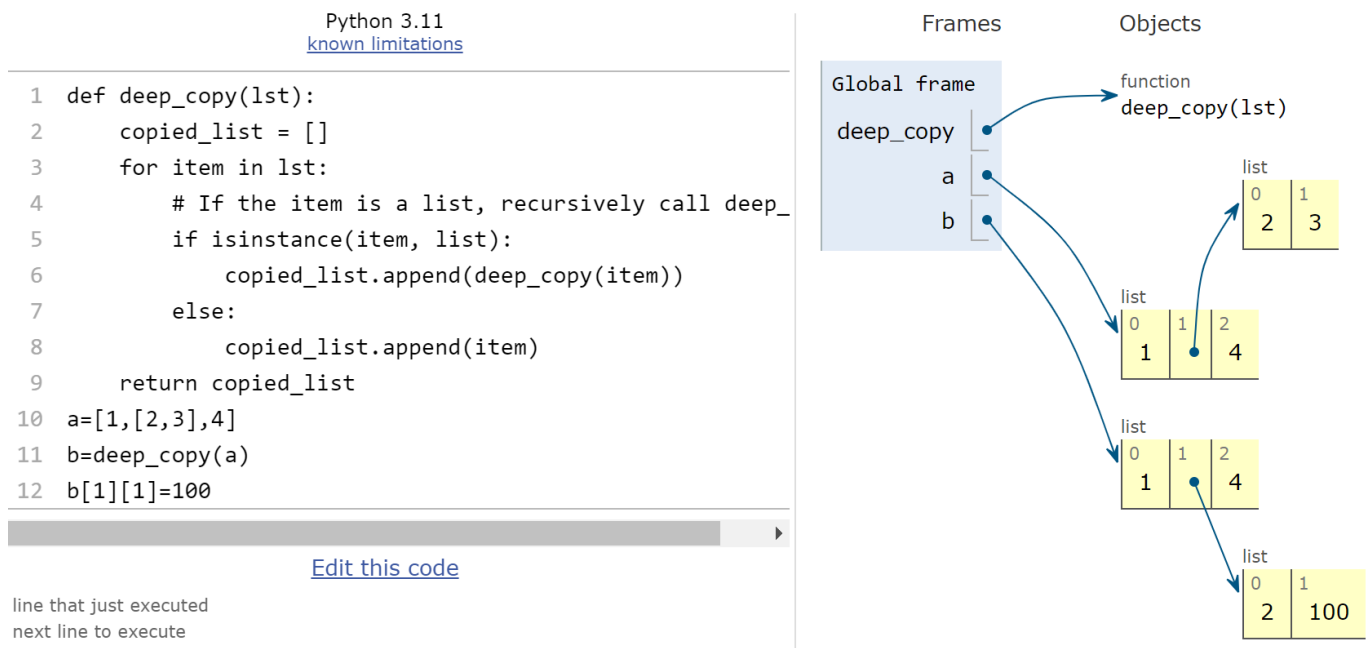 Python 3.11
known limitations
1 def deep_copy(lst):
2     copied_list = []
3     for item in lst:
4         # If the item is a list, recursively call deep_
5         if isinstance(item, list):
6             copied_list.append(deep_copy(item))
7         else:
8             copied_list.append(item)
9     return copied_list
10 a=[1,[2,3],4]
11 b=deep_copy(a)
12 b[1][1]=100
Edit this code
line that just executed
next line to execute
Frames
Objects
Global frame
deep_copy
a
b
function
deep_copy(lst)
list
0 1
2 3
list
0 1 2
1 4
list
0 1 2
1 4
list
0 1
2 100